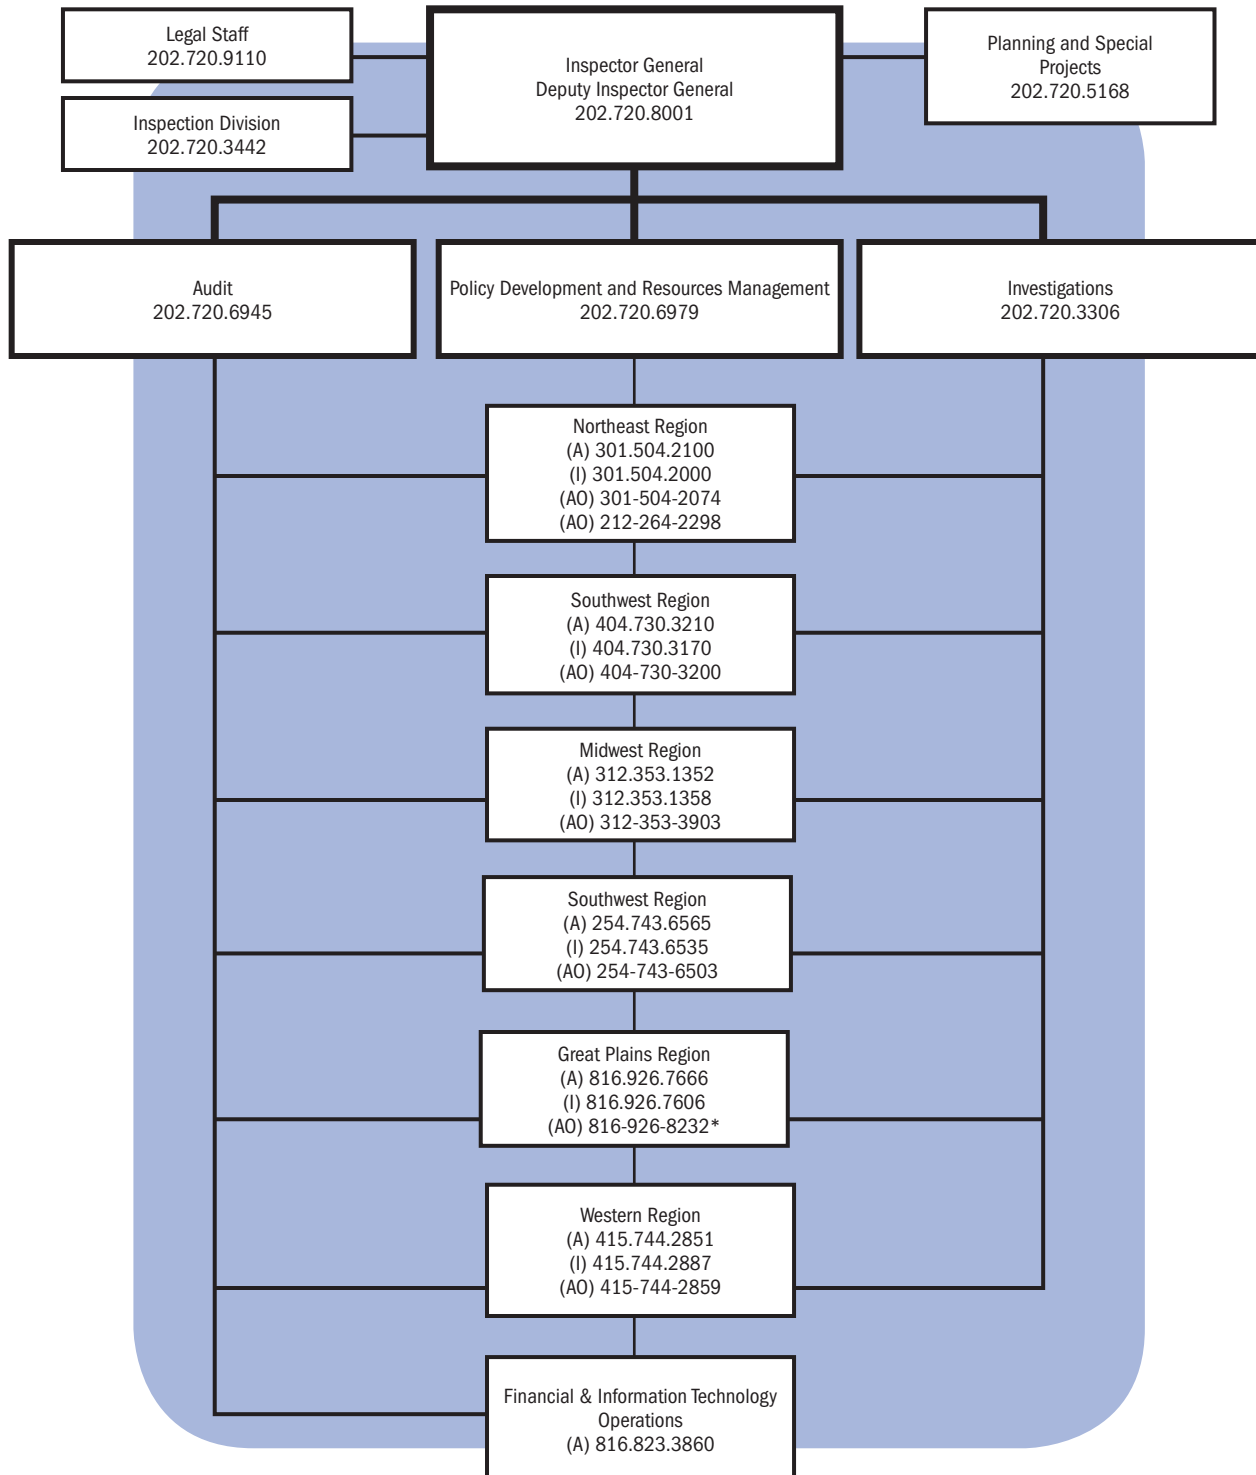 Legal Staff
202.720.9110
Inspector General
Deputy Inspector General
202.720.8001
Planning and Special
Projects
202.720.5168
Inspection Division
202.720.3442
Audit
202.720.6945
Policy Development and Resources Management
202.720.6979
Investigations
202.720.3306
Northeast Region
(A) 301.504.2100
(I) 301.504.2000
(AO) 301-504-2074
(AO) 212-264-2298
Southwest Region
(A) 404.730.3210
(I) 404.730.3170
(AO) 404-730-3200
Midwest Region
(A) 312.353.1352
(I) 312.353.1358
(AO) 312-353-3903
Southwest Region
(A) 254.743.6565
(I) 254.743.6535
(AO) 254-743-6503
Great Plains Region
(A) 816.926.7666
(I) 816.926.7606
(AO) 816-926-8232*
Western Region
(A) 415.744.2851
(I) 415.744.2887
(AO) 415-744-2859
Financial & Information Technology
Operations
(A) 816.823.3860